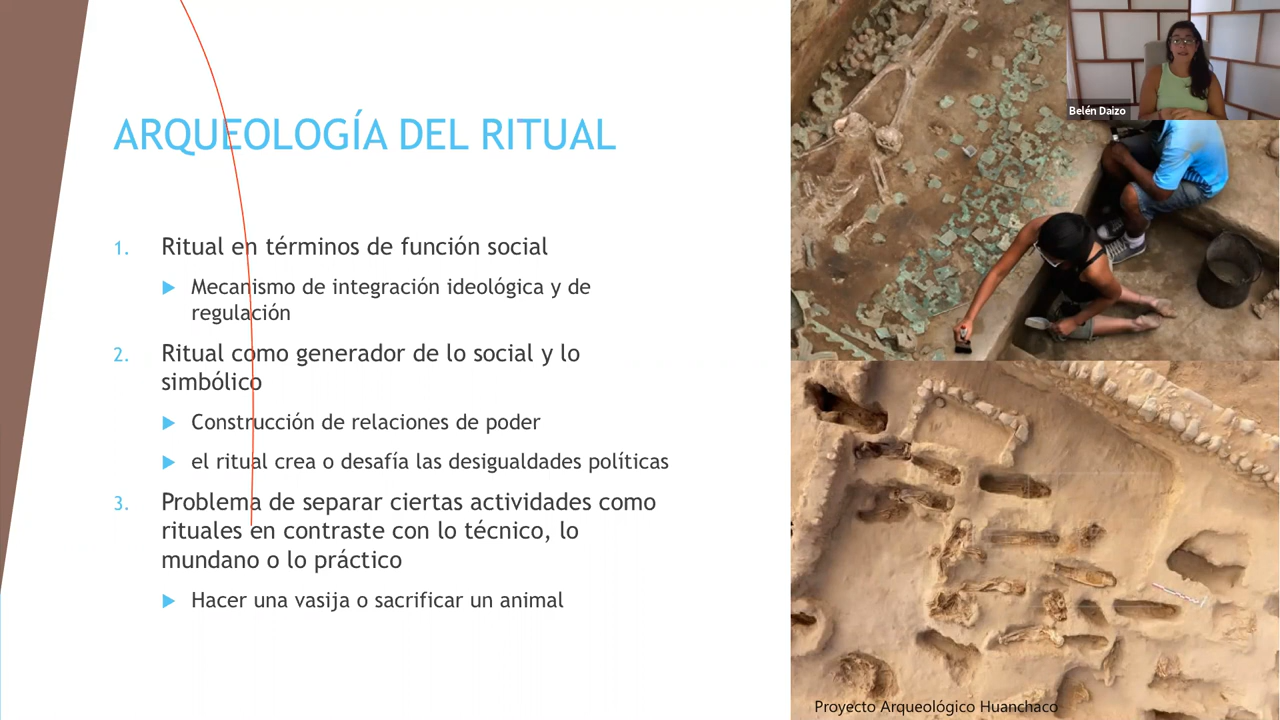 ARQUEOLOGÍA DEL RITUAL
1. Ritual en términos de función social
Mecanismo de integración ideológica y de
regulación
2. Ritual como generador de lo social y lo
simbólico
Construcción de relaciones de poder
el ritual crea o desafía las desigualdades políticas
3. Problema de separar ciertas actividades como
rituales en contraste con lo técnico, lo
mundano o lo práctico
Hacer una vasija o sacrificar un animal
Belén Daizo
Proyecto Arqueológico Huanchaco